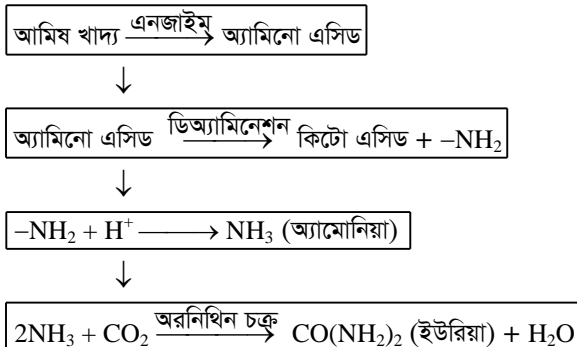 আমিষ খাদ্য —এনজাইম→ অ্যামিনো এসিড
↓
অ্যামিনো এসিড —ডিঅ্যামিনেশন→ কিটো এসিড + –NH₂
↓
–NH₂ + H⁺ ⟶ NH₃ (অ্যামোনিয়া)
↓
2NH₃ + CO₂ —অরনিথিন চক্র→ CO(NH₂)₂ (ইউরিয়া) + H₂O